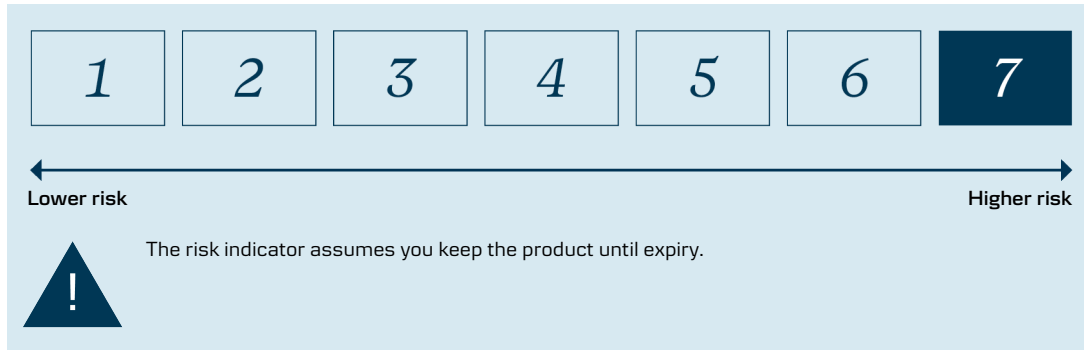 1 2 3 4 5 6 7
Lower risk Higher risk
The risk indicator assumes you keep the product until expiry.
!